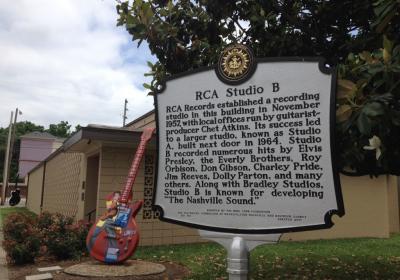 RCA Studio B
RCA Records established a recording
studio in this building in November
1957, with local offices run by guitarist-
producer Chet Atkins. Its success led
to a larger studio, known as Studio
A, built next door in 1964. Studio
B recorded numerous hits by Elvis
Presley, the Everly Brothers, Roy
Orbison, Don Gibson, Charley Pride,
Jim Reeves, Dolly Parton, and many
others. Along with Bradley Studios,
Studio B is known for developing
"The Nashville Sound."